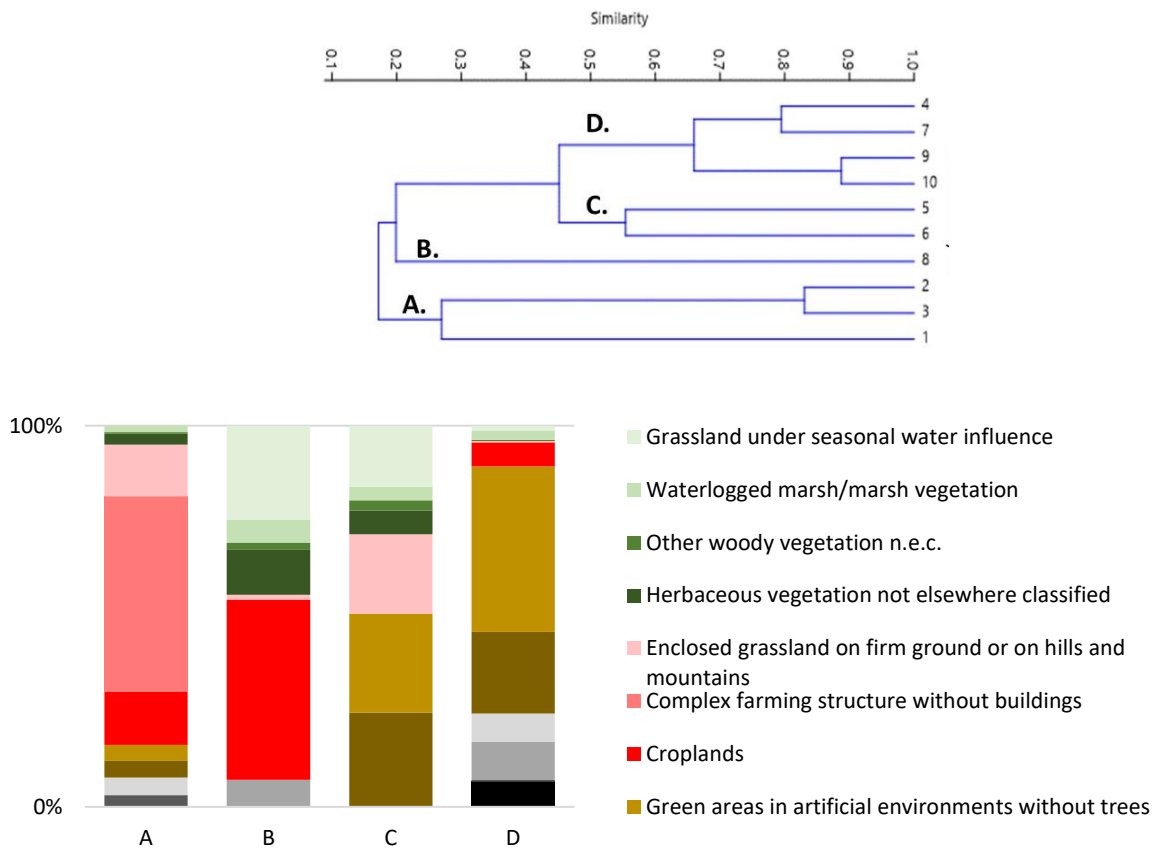 Similarity
0.1 0.2 0.3 0.4 0.5 0.6 0.7 0.8 0.9 1.0
4
D.
7
9
10
C.
5
6
B.
8
2
A.
3
1
100%
Grassland under seasonal water influence
Waterlogged marsh/marsh vegetation
Other woody vegetation n.e.c.
Herbaceous vegetation not elsewhere classified
Enclosed grassland on firm ground or on hills and
mountains
Complex farming structure without buildings
Croplands
Green areas in artificial environments without trees
0%
A B C D